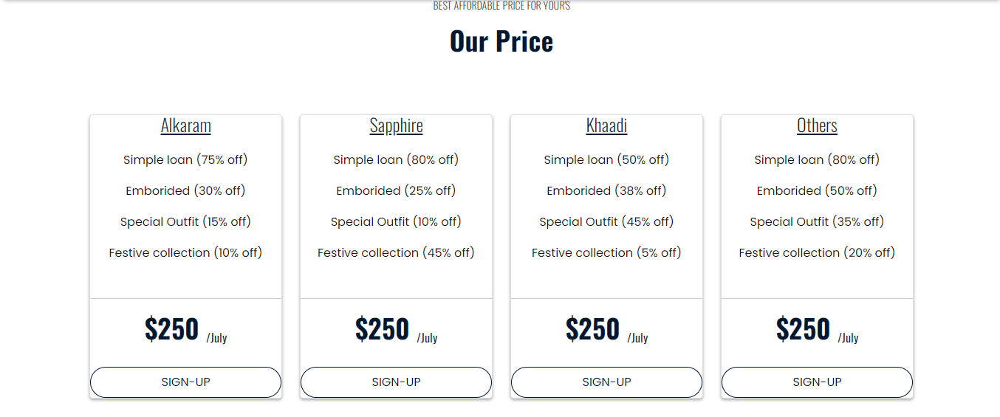 BEST AFFORDABLE PRICE FOR YOUR'S
Our Price
Alkaram
Simple loan (75% off)
Emborided (30% off)
Special Outfit (15% off)
Festive collection (10% off)
$250 /July
SIGN-UP
Sapphire
Simple loan (80% off)
Emborided (25% off)
Special Outfit (10% off)
Festive collection (45% off)
$250 /July
SIGN-UP
Khaadi
Simple loan (50% off)
Emborided (38% off)
Special Outfit (45% off)
Festive collection (5% off)
$250 /July
SIGN-UP
Others
Simple loan (80% off)
Emborided (50% off)
Special Outfit (35% off)
Festive collection (20% off)
$250 /July
SIGN-UP